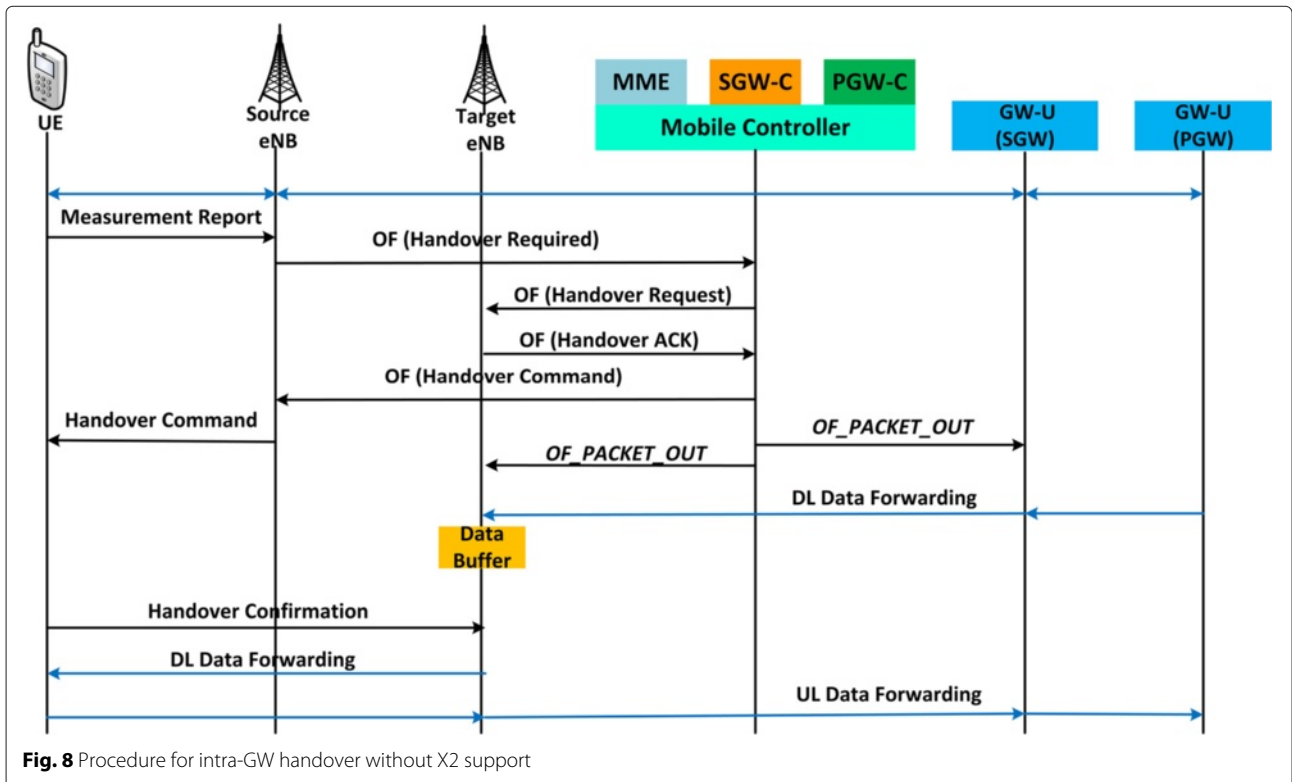 MME
SGW-C
PGW-C
UE
Source
eNB
Target
eNB
Mobile Controller
GW-U
(SGW)
GW-U
(PGW)
Measurement Report
OF (Handover Required)
OF (Handover Request)
OF (Handover ACK)
OF (Handover Command)
Handover Command
OF_PACKET_OUT
OF_PACKET_OUT
DL Data Forwarding
Data
Buffer
Handover Confirmation
DL Data Forwarding
UL Data Forwarding
Fig. 8 Procedure for intra-GW handover without X2 support